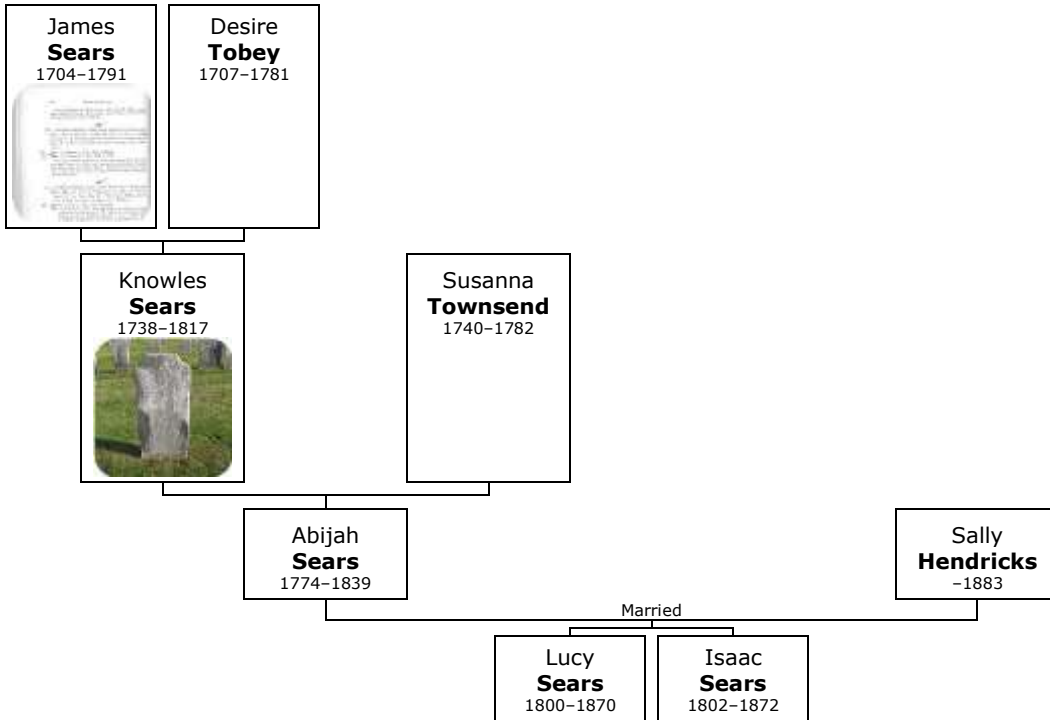 James
Sears
1704–1791
Desire
Tobey
1707–1781
Knowles
Sears
1738–1817
Susanna
Townsend
1740–1782
Abijah
Sears
1774–1839
Sally
Hendricks
–1883
Married
Lucy
Sears
1800–1870
Isaac
Sears
1802–1872